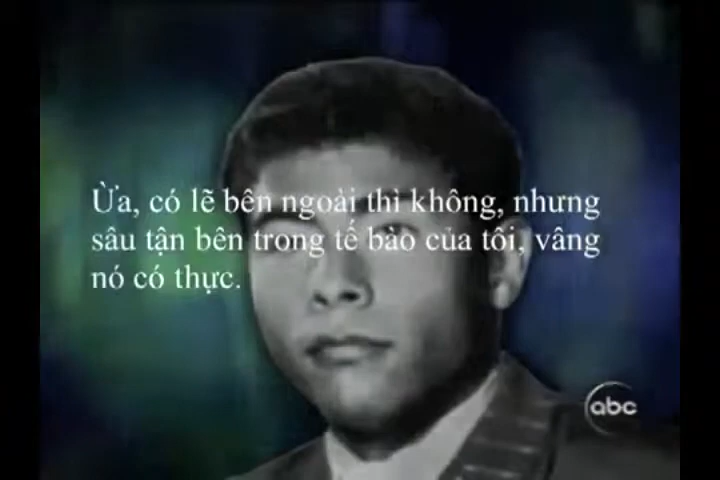 Ừa, có lẽ bên ngoài thì không, nhưng
sâu tận bên trong tế bào của tôi, vâng
nó có thực.
abc